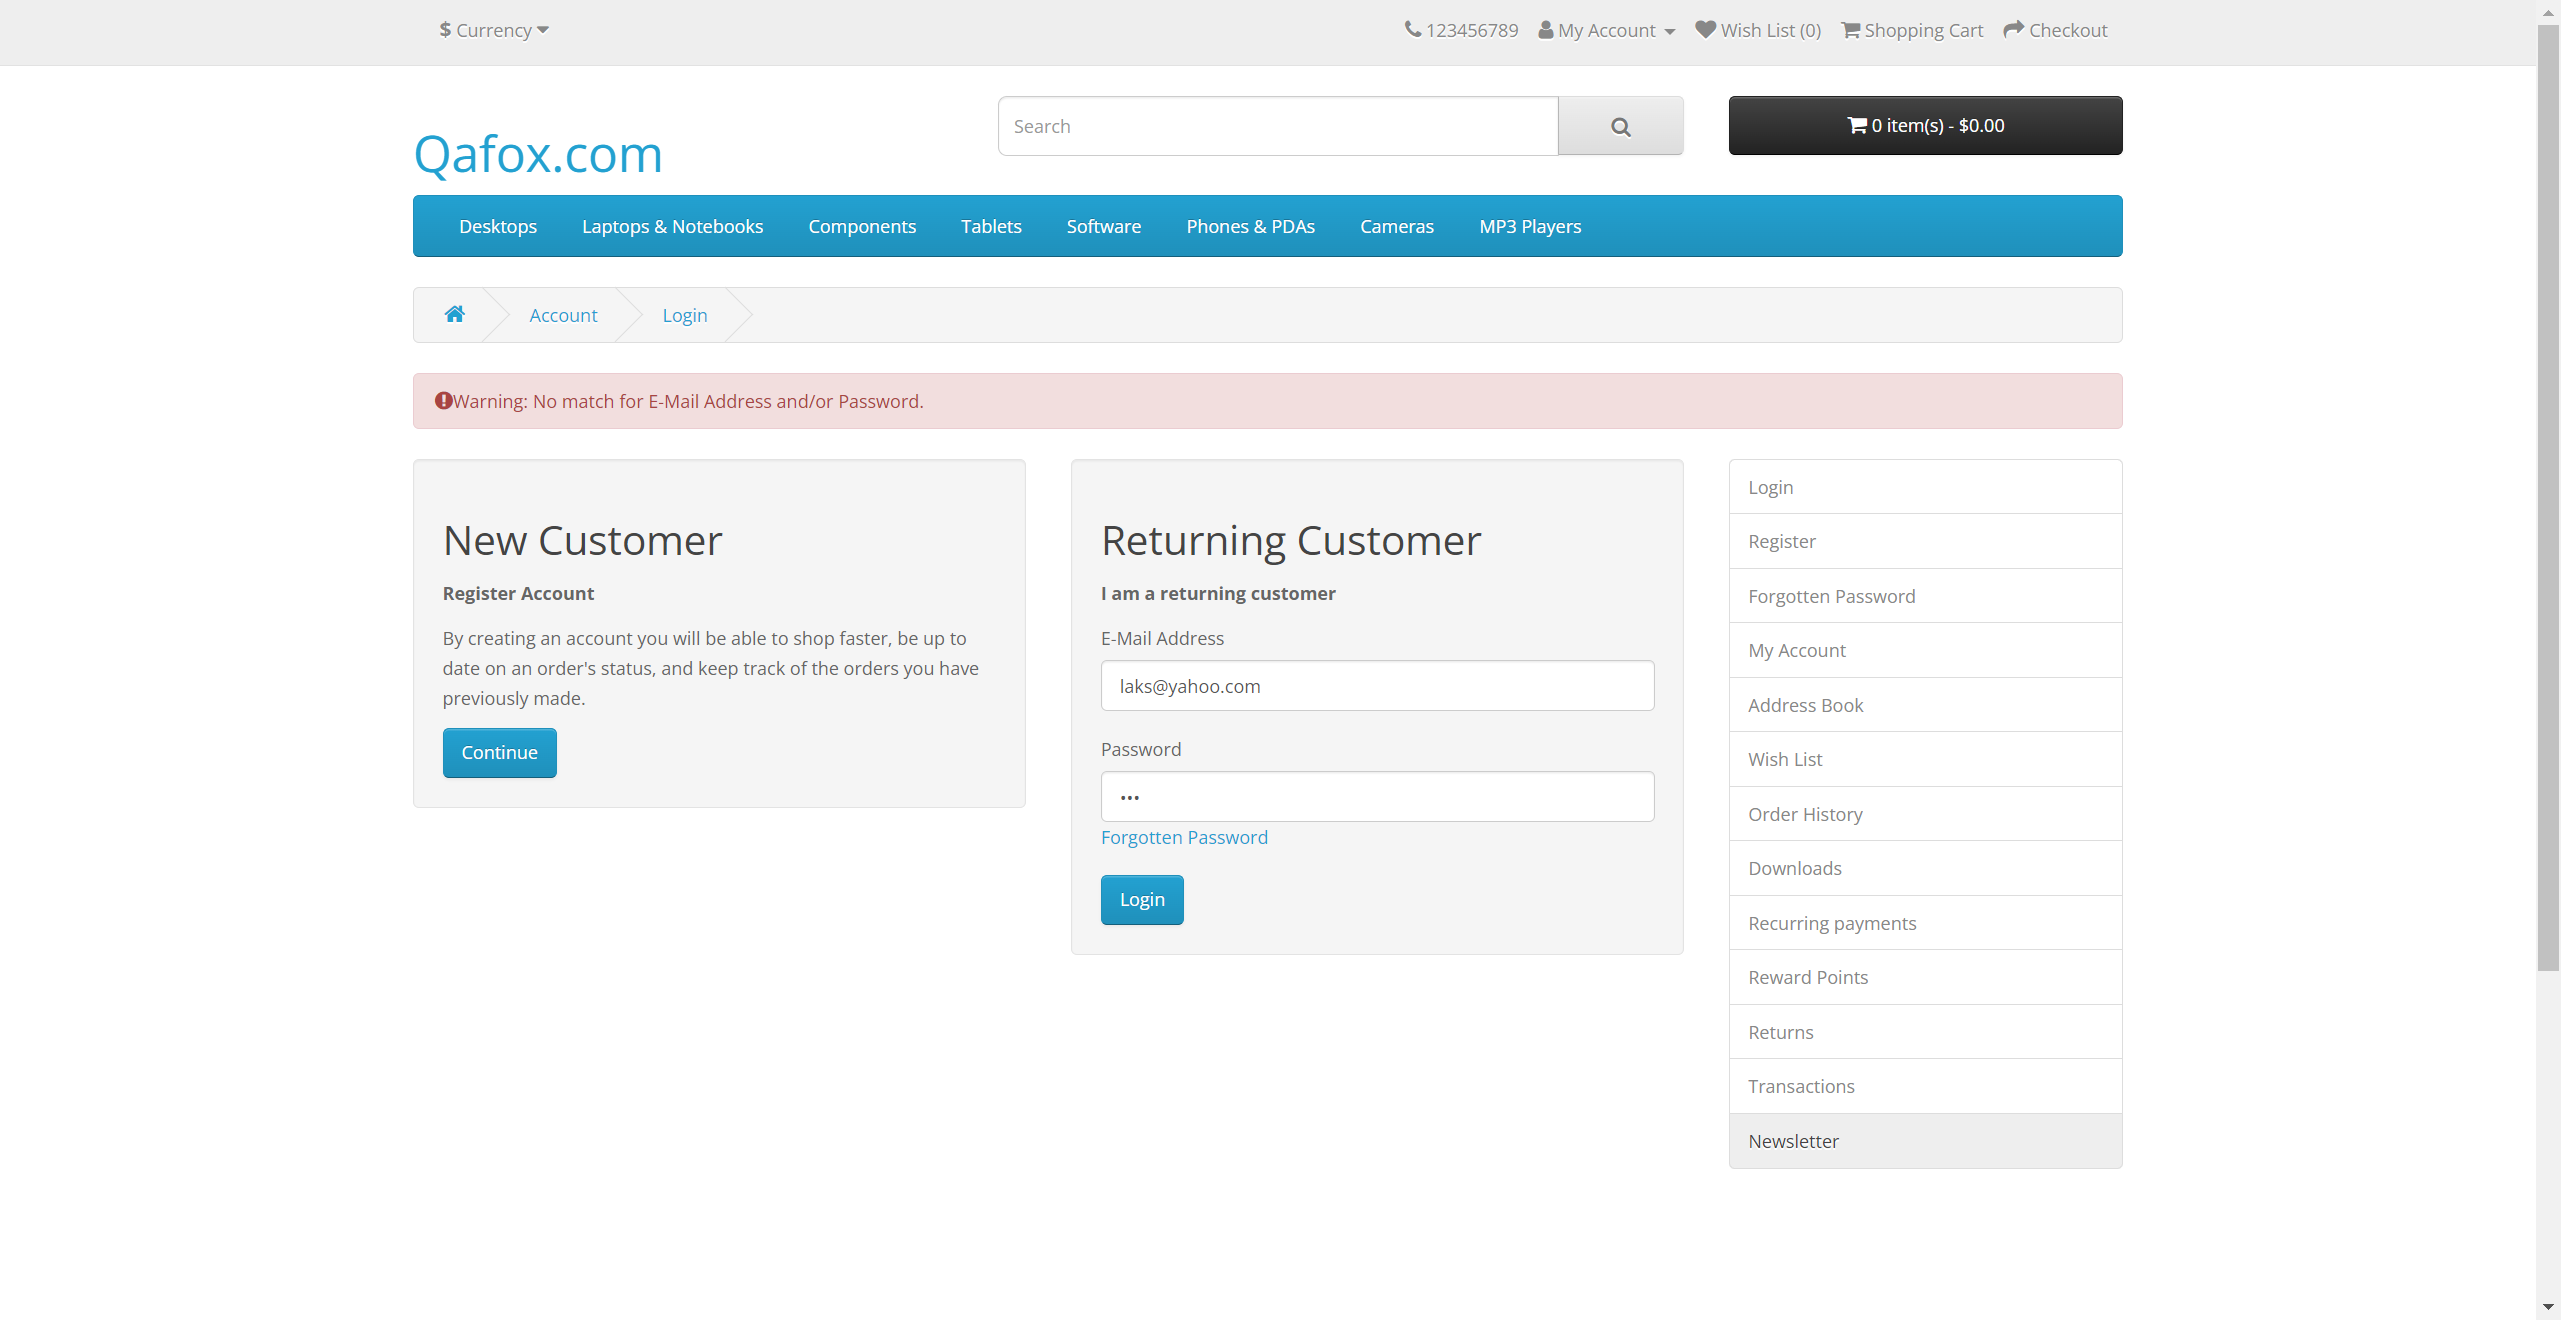 $ Currency
123456789 My Account Wish List (0) Shopping Cart Checkout
Qafox.com
Search
0 item(s) - $0.00
Desktops Laptops & Notebooks Components Tablets Software Phones & PDAs Cameras MP3 Players
Account Login
Warning: No match for E-Mail Address and/or Password.
New Customer
Register Account
By creating an account you will be able to shop faster, be up to
date on an order's status, and keep track of the orders you have
previously made.
Continue
Returning Customer
I am a returning customer
E-Mail Address
laks@yahoo.com
Password
•••
Forgotten Password
Login
Login
Register
Forgotten Password
My Account
Address Book
Wish List
Order History
Downloads
Recurring payments
Reward Points
Returns
Transactions
Newsletter